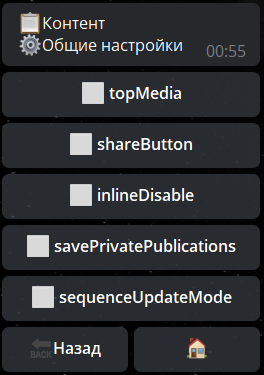 Контент
Общие настройки
00:55
topMedia
shareButton
inlineDisable
savePrivatePublications
sequenceUpdateMode
BACK Назад